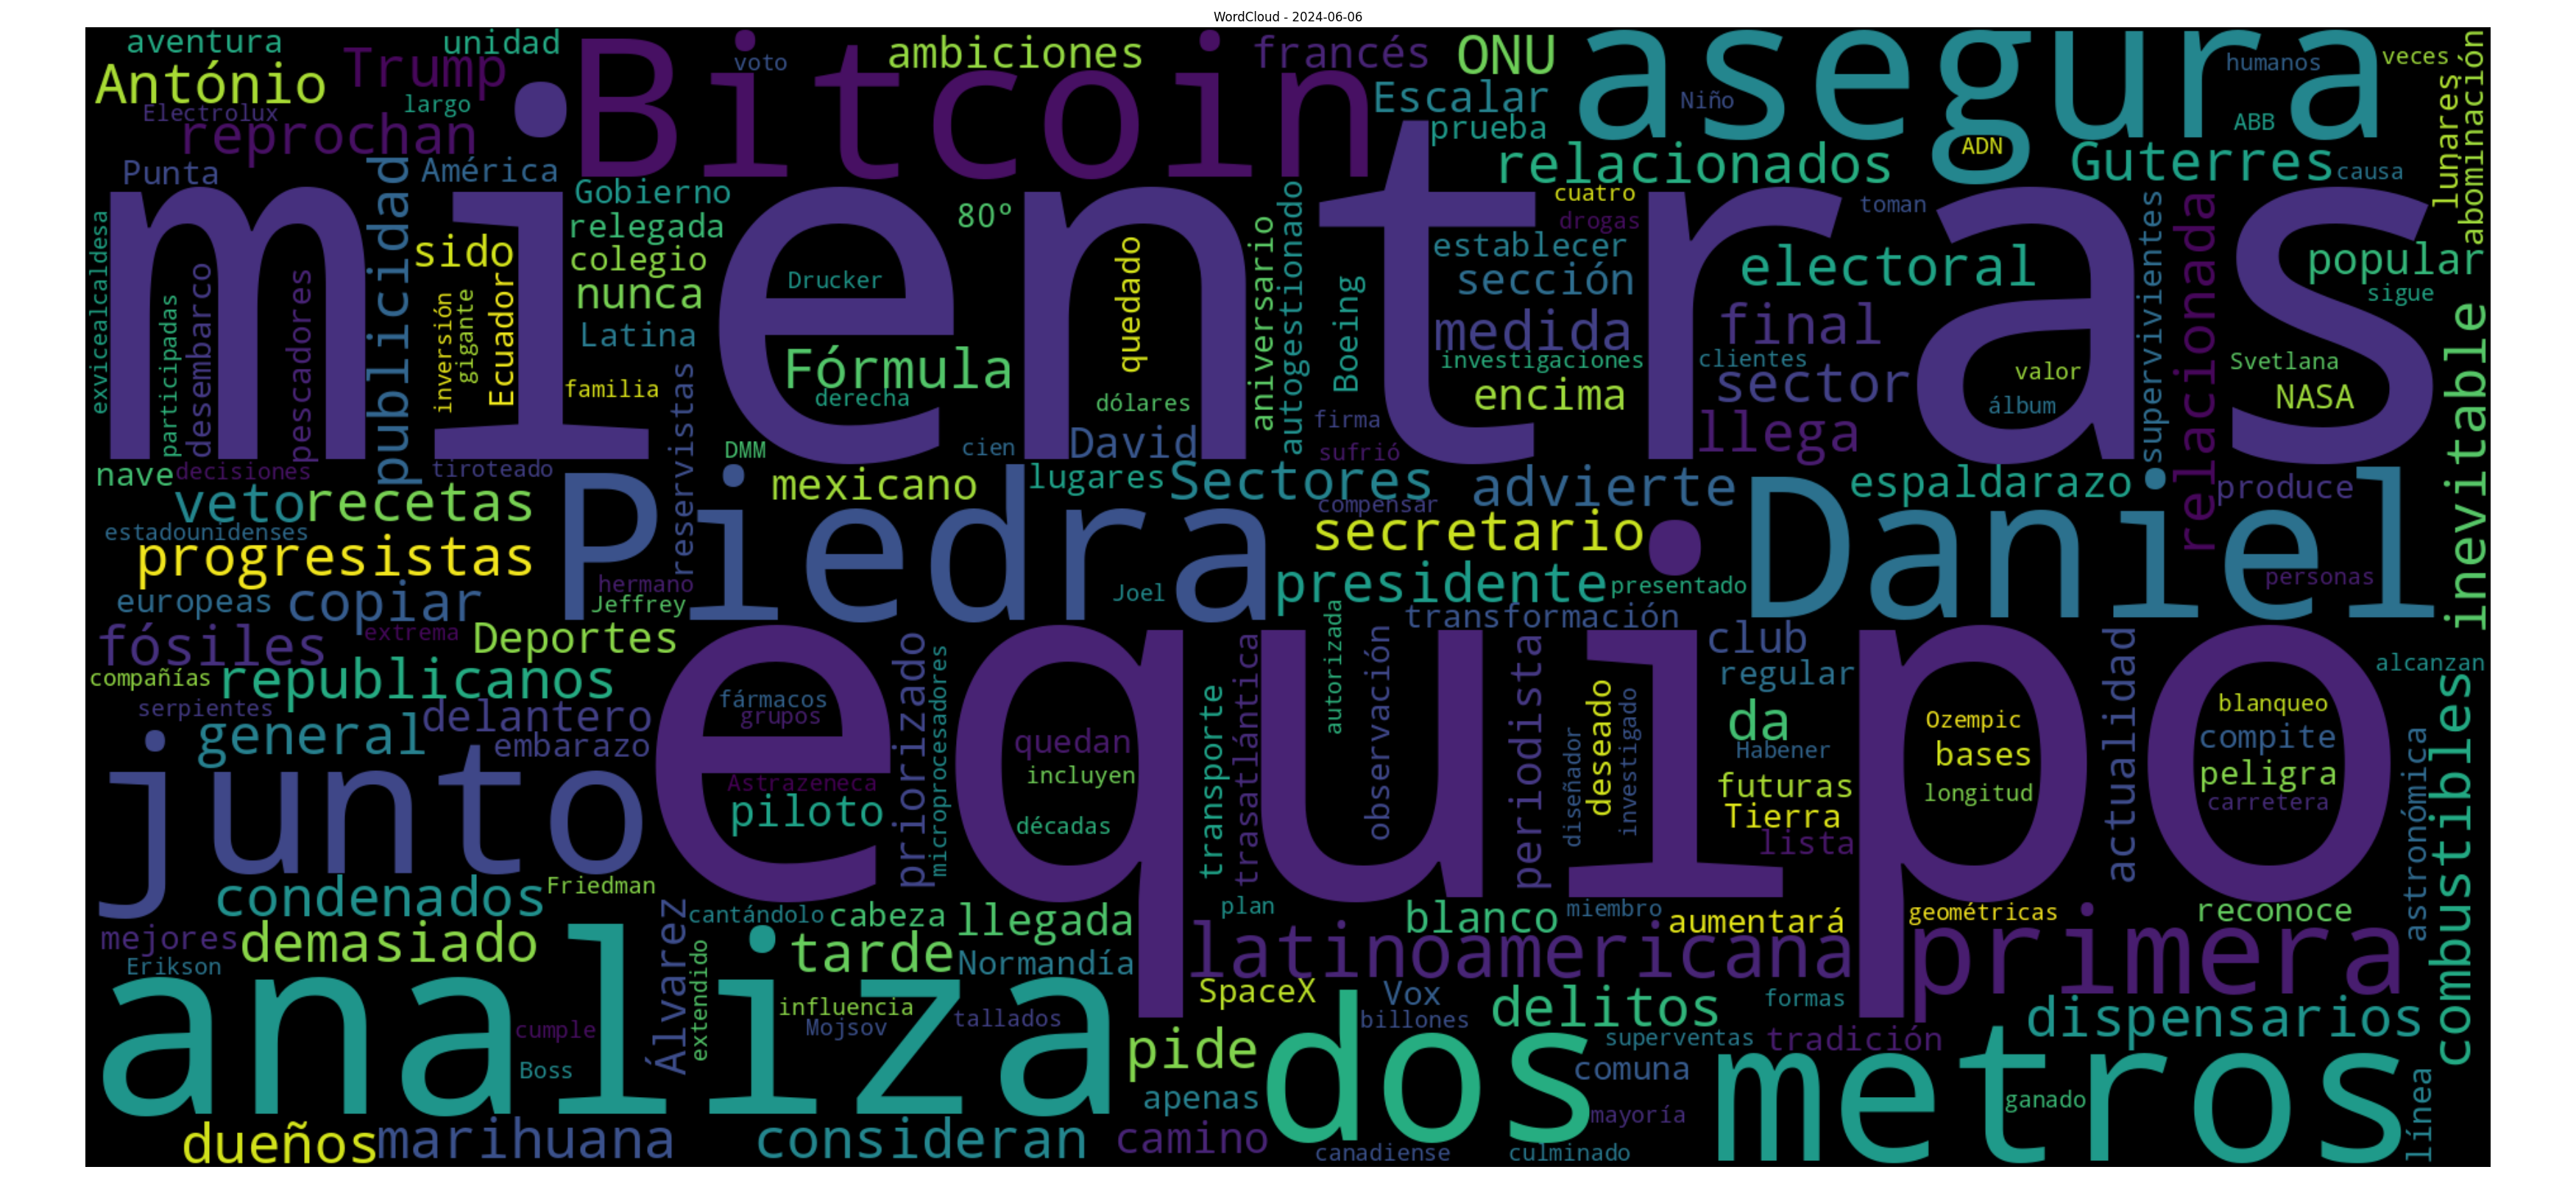 WordCloud - 2024-06-06
aventura
unidad
voto
ambiciones
francés
ONU
asegura
humanos
veces
António
Trump
Bitcoin
largo
Electrolux
reprochan
Escalar
prueba
Niño
ABB
ADN
lunares
abominación
Punta
publicidad
América
Gobierno
relacionados
Guterres
causa
mientras
relegada
80º
cuatro
drogas
toman
exvicealcaldesa
participadas
desembarco
pescadores
sido
colegio
nunca
Drucker
quedado
aniversario
autogestionado
Boeing
establecer
sección
electoral
supervivientes
relacionada
popular
sigue
inversión
gigante
Ecuador
Latina
Fórmula
medida
final
investigaciones
clientes
sector
valor
álbum
Svetlana
NASA
inevitable
familia
reservistas
derecha
dólares
firma
encima
llega
sufrió
DMM
cien
David
nave
decisiones
tiroteado
mexicano
lugares
Sectores
advierte
espaldarazo
produce
veto
recetas
compensar
estadounidenses
progresistas
Piedra
secretario
Daniel
hermano
Jeffrey
Joel
presidente
presentado
personas
europeas
copiar
autorizada
transformación
fósiles
extrema
Deportes
equipo
priorizado
microprocesadores
trasatlántica
observación
periodista
club
regular
actualidad
alcanzan
compañías
republicanos
serpientes
delantero
fármacos
grupos
transporte
deseado
diseñador
investigado
da
Ozempic
blanqueo
general
embarazo
quedan
Habener
bases
compite
junto
Astrazeneca
incluyen
futuras
longitud
peligra
piloto
décadas
Tierra
carretera
astronómica
combustibles
lista
condenados
Friedman
Álvarez
cantándolo
cabeza
llegada
plan
blanco
miembro
aumentará
geométricas
reconoce
mejores
demasiado
extendido
tarde
Normandía
latinoamericana
primera
Erikson
analiza
influencia
SpaceX
Vox
delitos
formas
cumple
Mojsov
tallados
billones
dispensarios
Boss
pide
dos
superventas
tradición
comuna
metros
apenas
mayoría
ganado
línea
dueños
marihuana
consideran
camino
canadiense
culminado